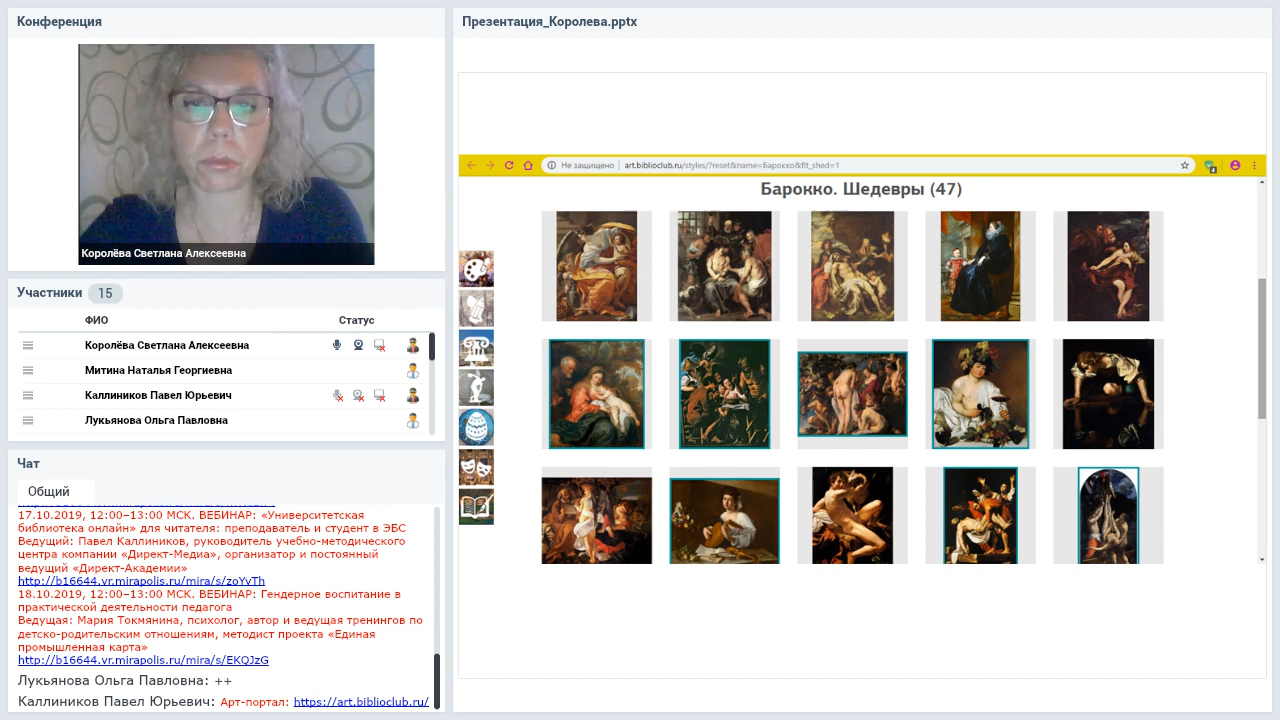 Конференция
Королёва Светлана Алексеевна
Участники 15
ФИО Статус
Королёва Светлана Алексеевна
Митина Наталья Георгиевна
Каллиников Павел Юрьевич
Лукьянова Ольга Павловна
Чат
Общий
17.10.2019, 12:00–13:00 МСК. ВЕБИНАР: «Университетская
библиотека онлайн» для читателя: преподаватель и студент в ЭБС
Ведущий: Павел Каллиников, руководитель учебно-методического
центра компании «Директ-Медиа», организатор и постоянный
ведущий «Директ-Академии»
http://b16644.vr.mirapolis.ru/mira/s/zoYvTh
18.10.2019, 12:00–13:00 МСК. ВЕБИНАР: Гендерное воспитание в
практической деятельности педагога
Ведущая: Мария Токмянина, психолог, автор и ведущая тренингов по
детско-родительским отношениям, методист проекта «Единая
промышленная карта»
http://b16644.vr.mirapolis.ru/mira/s/EKQJzG
Лукьянова Ольга Павловна: ++
Каллиников Павел Юрьевич: Арт-портал: https://art.biblioclub.ru/
Презентация_Королева.pptx
Не защищено art.biblioclub.ru/styles/?reset&name=Барокко&flt_shed=1
Барокко. Шедевры (47)